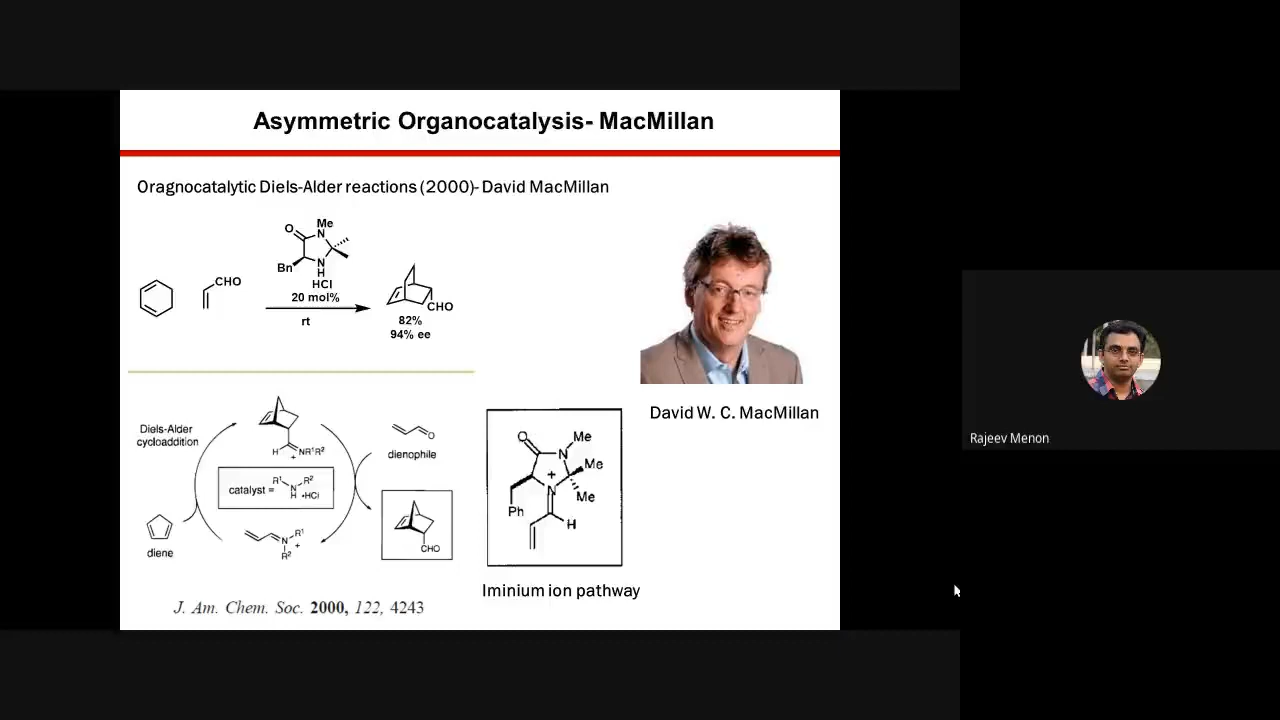 Asymmetric Organocatalysis- MacMillan
Oragnocatalytic Diels-Alder reactions (2000)- David MacMillan
O
Me
N
Bn
N
H
HCl
20 mol%
rt
CHO
CHO
82%
94% ee
David W. C. MacMillan
Rajeev Menon
Diels-Alder
cycloaddition
H
+
NR¹R²
O
dienophile
catalyst =
R¹
N
R²
H
•HCl
diene
N
R¹
R²
+
CHO
O
N
Me
Me
+
N
Me
Ph
H
Iminium ion pathway
J. Am. Chem. Soc. 2000, 122, 4243